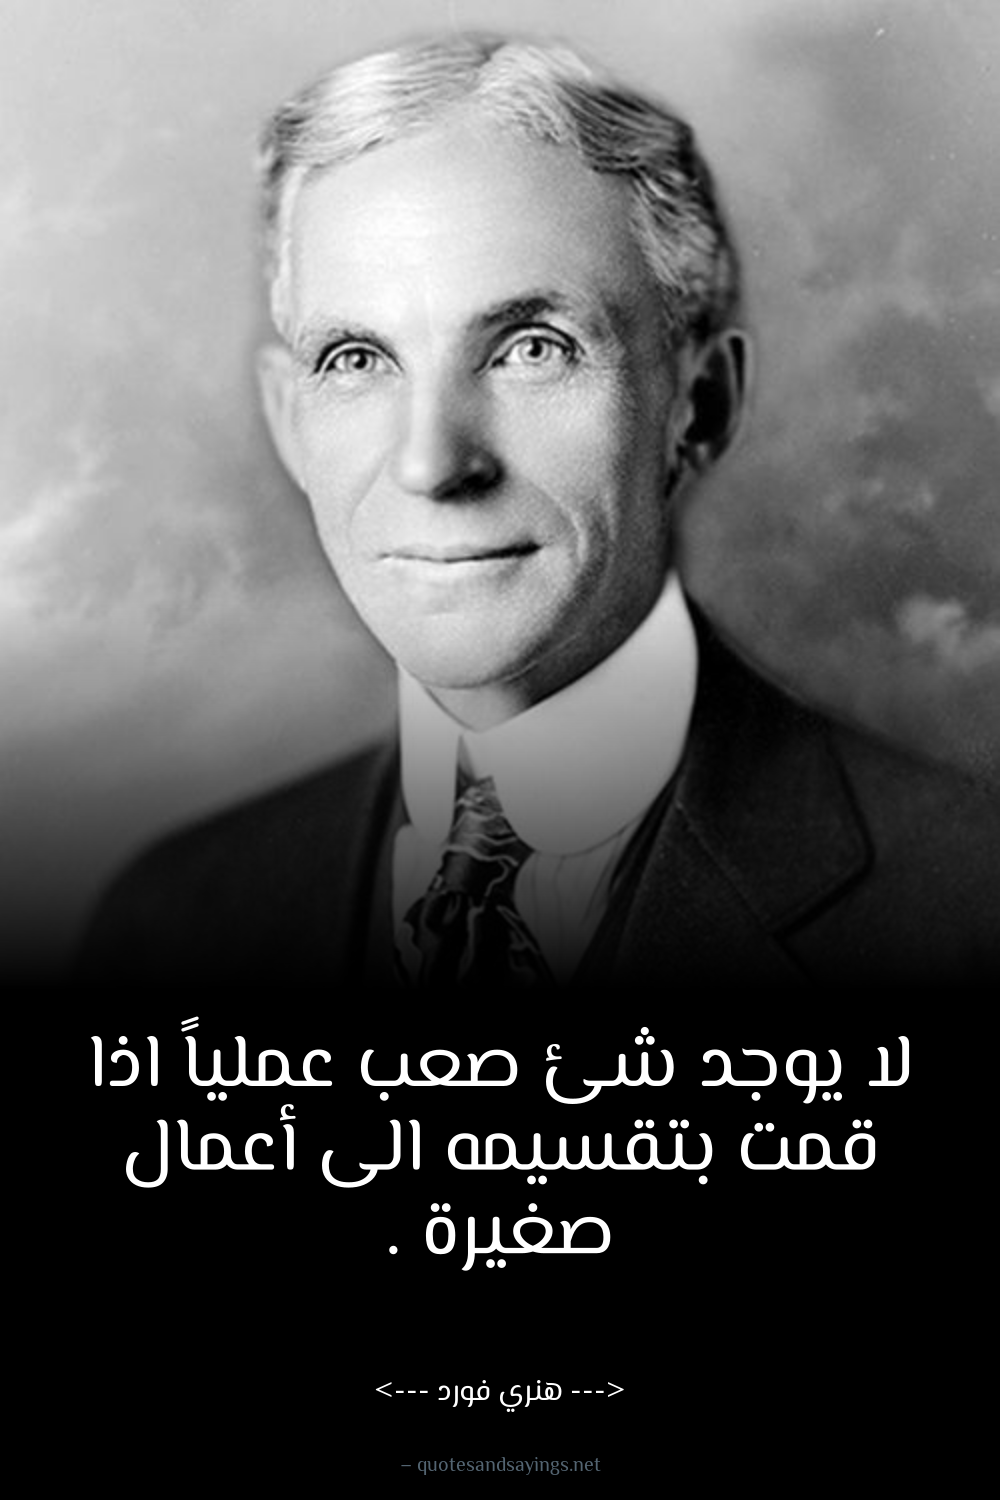 لا يوجد شئ صعب عملياً اذا
قمت بتقسيمه الى أعمال
صغيرة .
<--- هنري فورد --->
– quotesandsayings.net